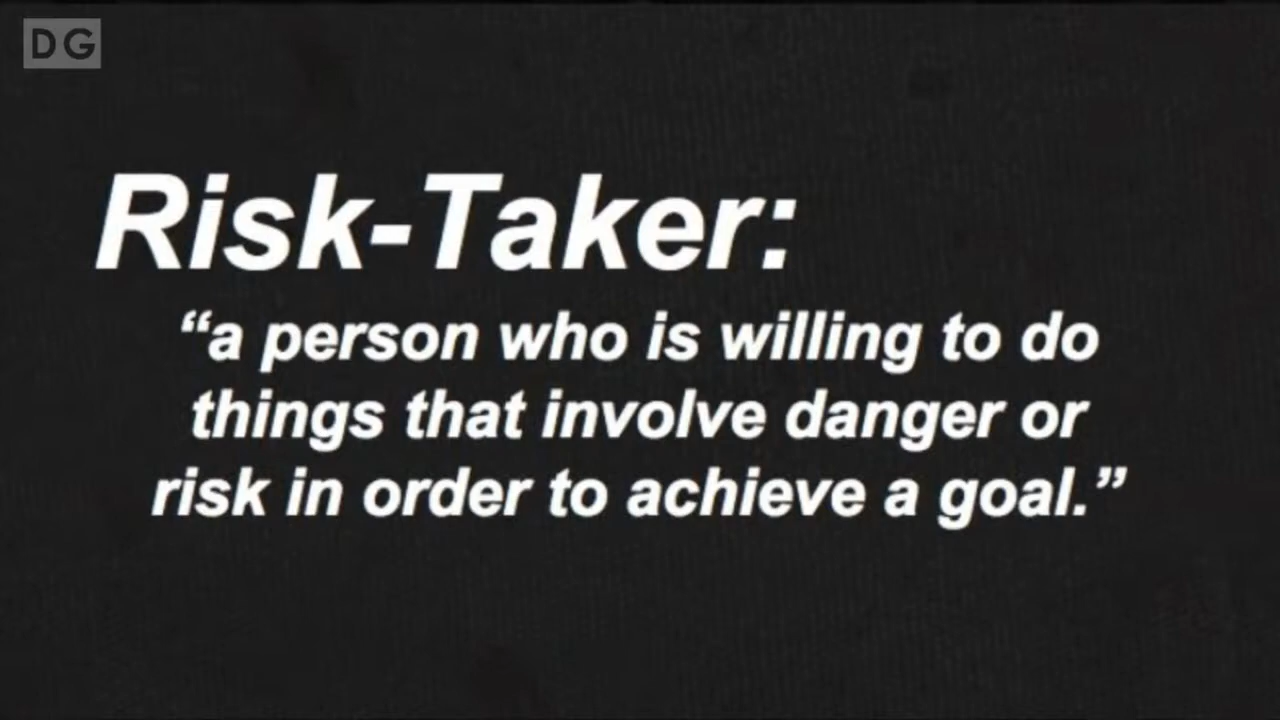 DG
Risk-Taker:
“a person who is willing to do
things that involve danger or
risk in order to achieve a goal.”